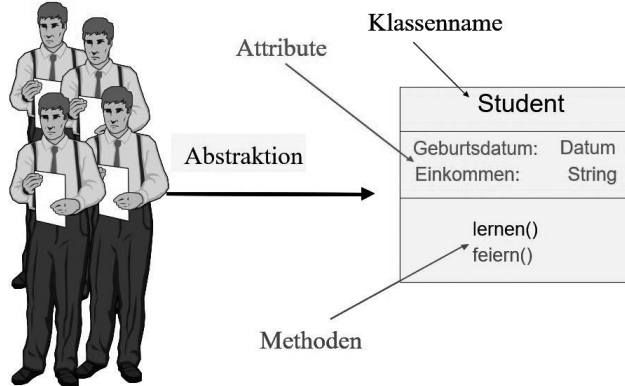 Klassenname
Attribute
Student
Geburtsdatum: Datum
Einkommen: String
Abstraktion
lernen()
feiern()
Methoden